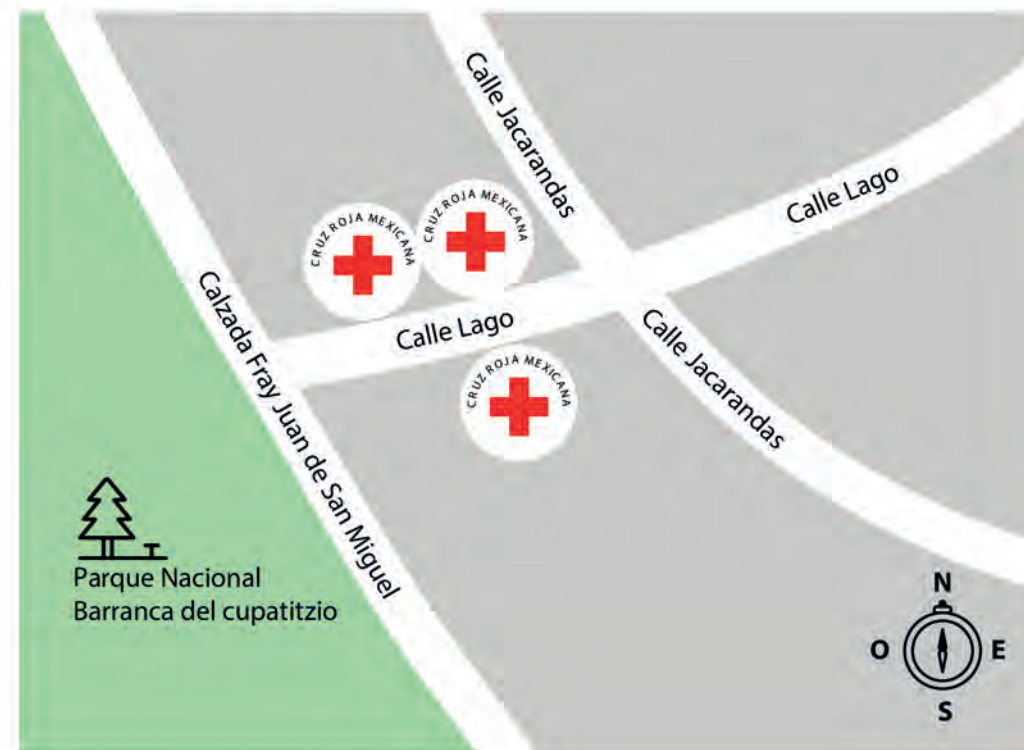 Calle Jacarandas
Calle Lago
CRUZ ROJA MEXICANA
CRUZ ROJA MEXICANA
Calzada Fray Juan de San Miguel
Calle Lago
Calle Jacarandas
CRUZ ROJA MEXICANA
Parque Nacional
Barranca del cupatitzio
N
O
E
S